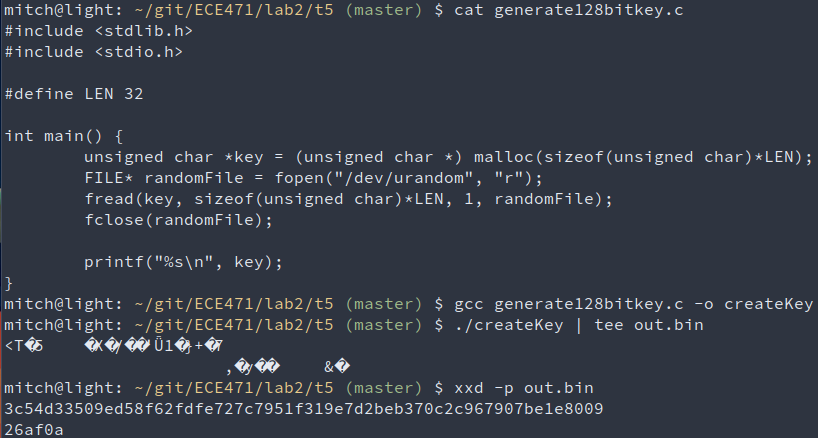 mitch@light: ~/git/ECE471/lab2/t5 (master) $ cat generate128bitkey.c
#include <stdlib.h>
#include <stdio.h>

#define LEN 32

int main() {
        unsigned char *key = (unsigned char *) malloc(sizeof(unsigned char)*LEN);
        FILE* randomFile = fopen("/dev/urandom", "r");
        fread(key, sizeof(unsigned char)*LEN, 1, randomFile);
        fclose(randomFile);

        printf("%s\n", key);
}
mitch@light: ~/git/ECE471/lab2/t5 (master) $ gcc generate128bitkey.c -o createKey
mitch@light: ~/git/ECE471/lab2/t5 (master) $ ./createKey | tee out.bin
<T�5     �X�/��'Ü1�}+�7
                      ,�y��     &�
mitch@light: ~/git/ECE471/lab2/t5 (master) $ xxd -p out.bin
3c54d33509ed58f62fdfe727c7951f319e7d2beb370c2c967907be1e8009
26af0a